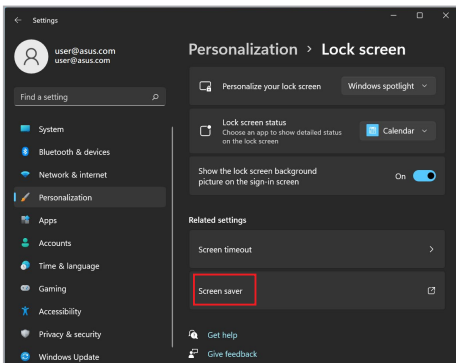 Settings
user@asus.com
user@asus.com
Find a setting
System
Bluetooth & devices
Network & internet
Personalization
Apps
Accounts
Time & language
Gaming
Accessibility
Privacy & security
Windows Update
Personalization > Lock screen
Personalize your lock screen
Windows spotlight
Lock screen status
Choose an app to show detailed status
on the lock screen
Calendar
Show the lock screen background
picture on the sign-in screen
On
Related settings
Screen timeout
Screen saver
Get help
Give feedback